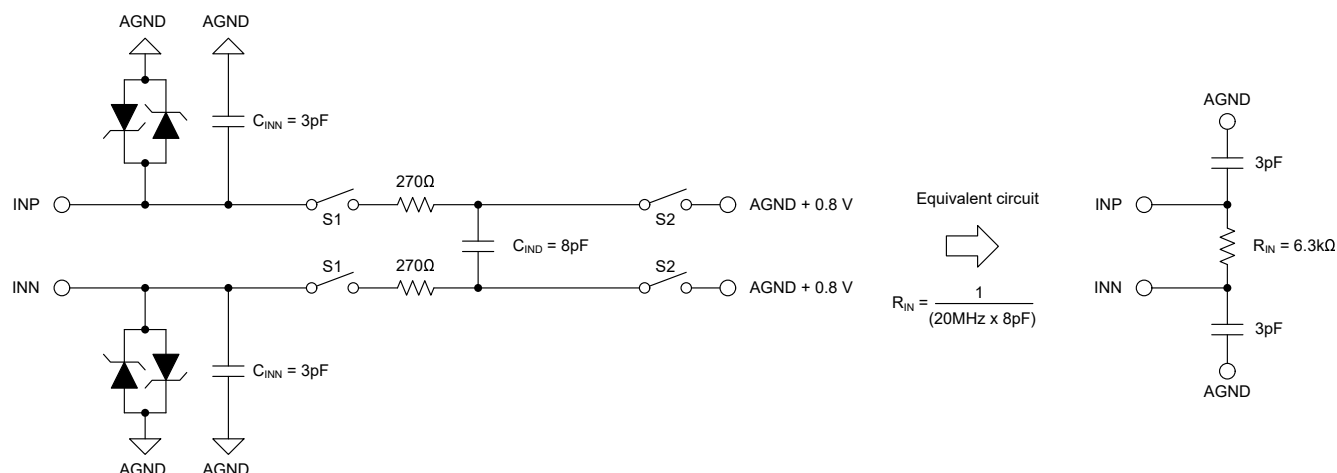 AGND AGND
C_INN = 3pF
270Ω
INP
S1
S2
AGND + 0.8 V
C_IND = 8pF
S1
270Ω
S2
INN
AGND + 0.8 V
C_INN = 3pF
AGND AGND
Equivalent circuit
R_IN = 1 / (20MHz x 8pF)
AGND
3pF
INP
R_IN = 6.3kΩ
INN
3pF
AGND